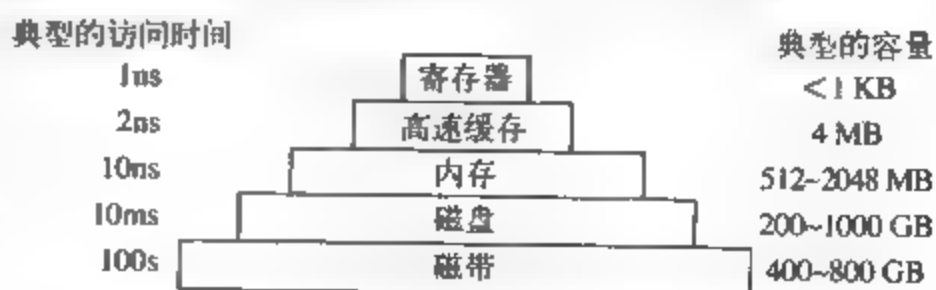 典型的访问时间 典型的容量
1ns 寄存器 <1 KB
2ns 高速缓存 4 MB
10ns 内存 512~2048 MB
10ms 磁盘 200~1000 GB
100s 磁带 400~800 GB